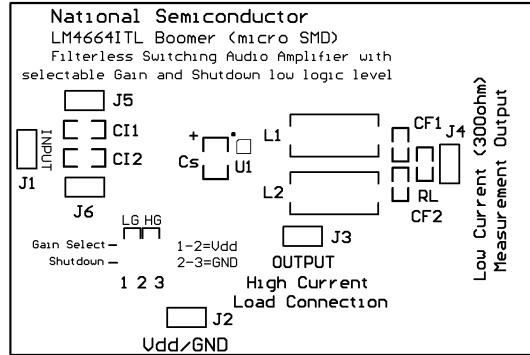 National Semiconductor
LM4664ITL Boomer (micro SMD)
Filterless Switching Audio Amplifier with
selectable Gain and Shutdown low logic level
J5
CI1
CI2
INPUT
J1
J6
+
Cs
U1
L1
L2
CF1
J4
RL
CF2
Low Current (300ohm)
Measurement Output
LG HG
Gain Select –
Shutdown –
1-2=Vdd
2-3=GND
1 2 3
J3
OUTPUT
High Current
Load Connection
J2
Vdd/GND